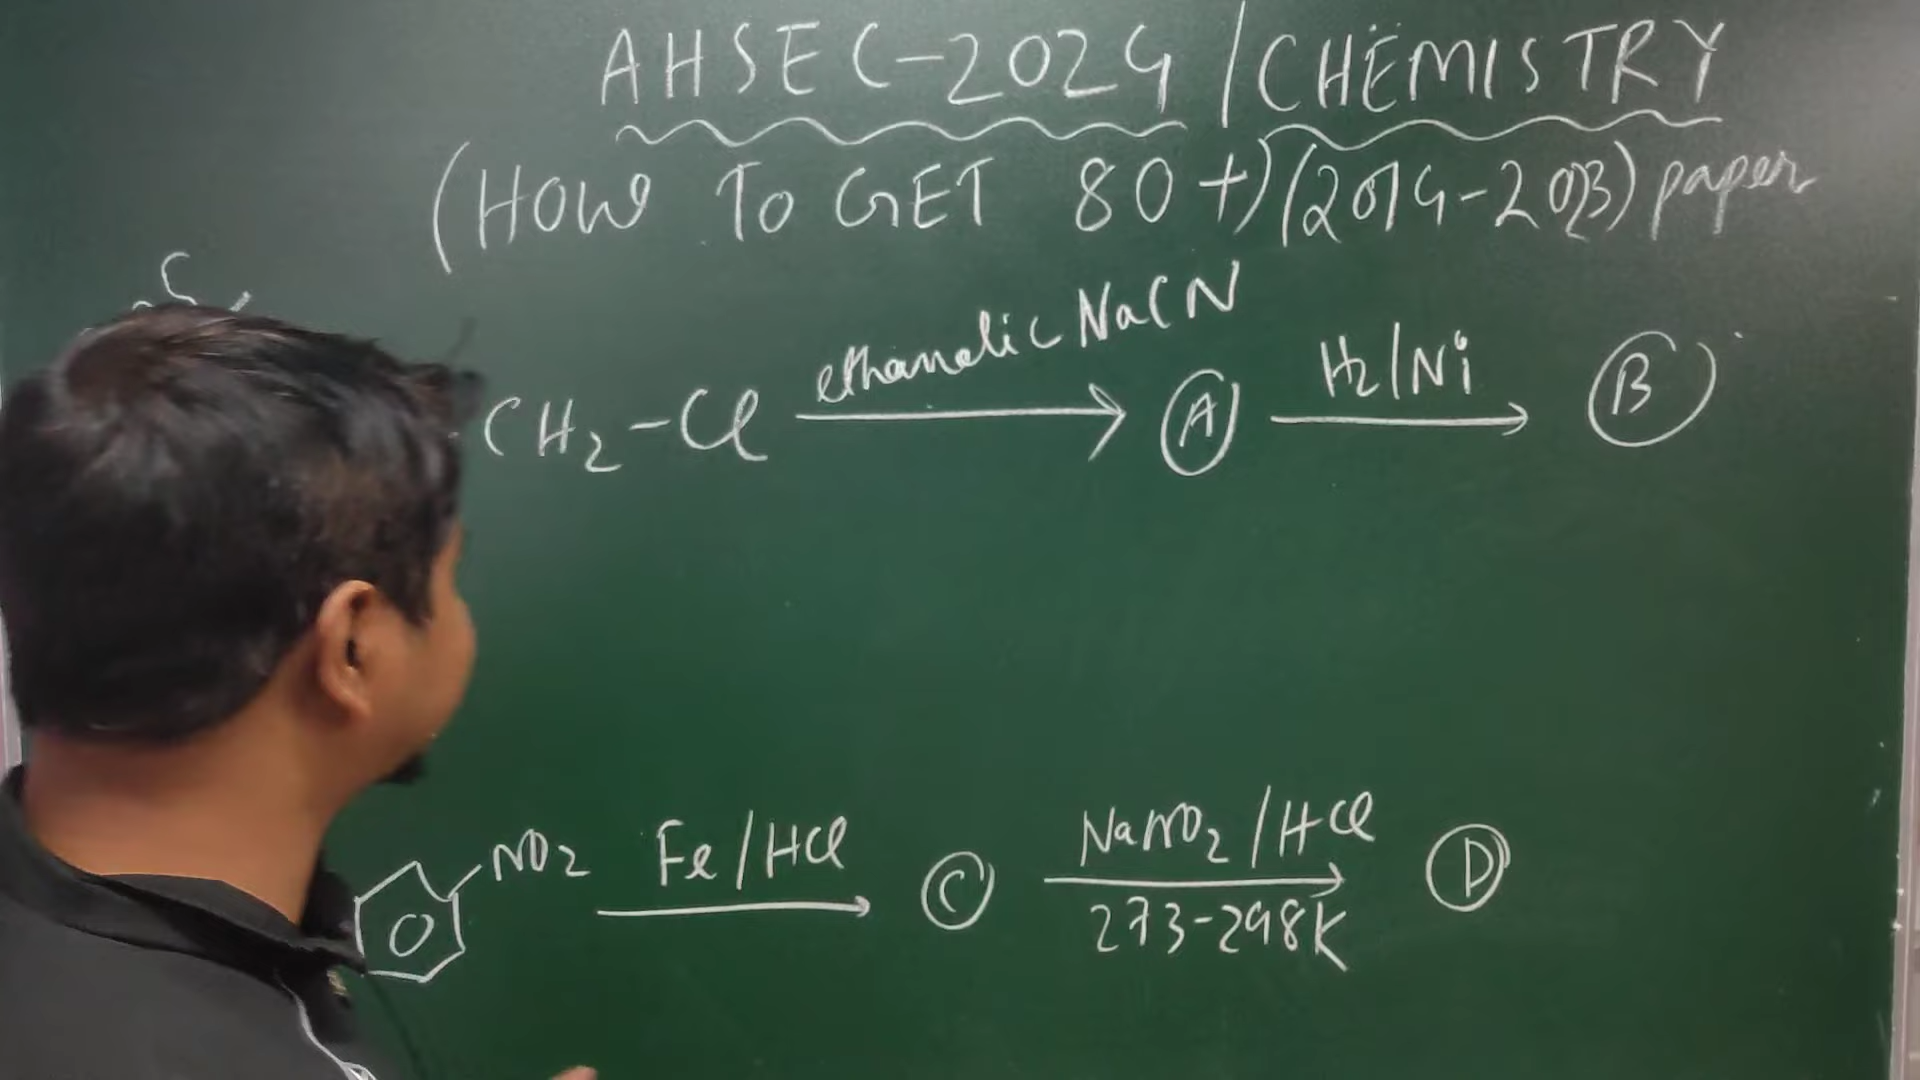 AHSEC-2024/CHEMISTRY
(HOW TO GET 80+)(2014-2023) paper
CH2-Cl ethanolic NaCN A H2/Ni B
NO2 Fe/HCl C NaNO2/HCl 273-298K D